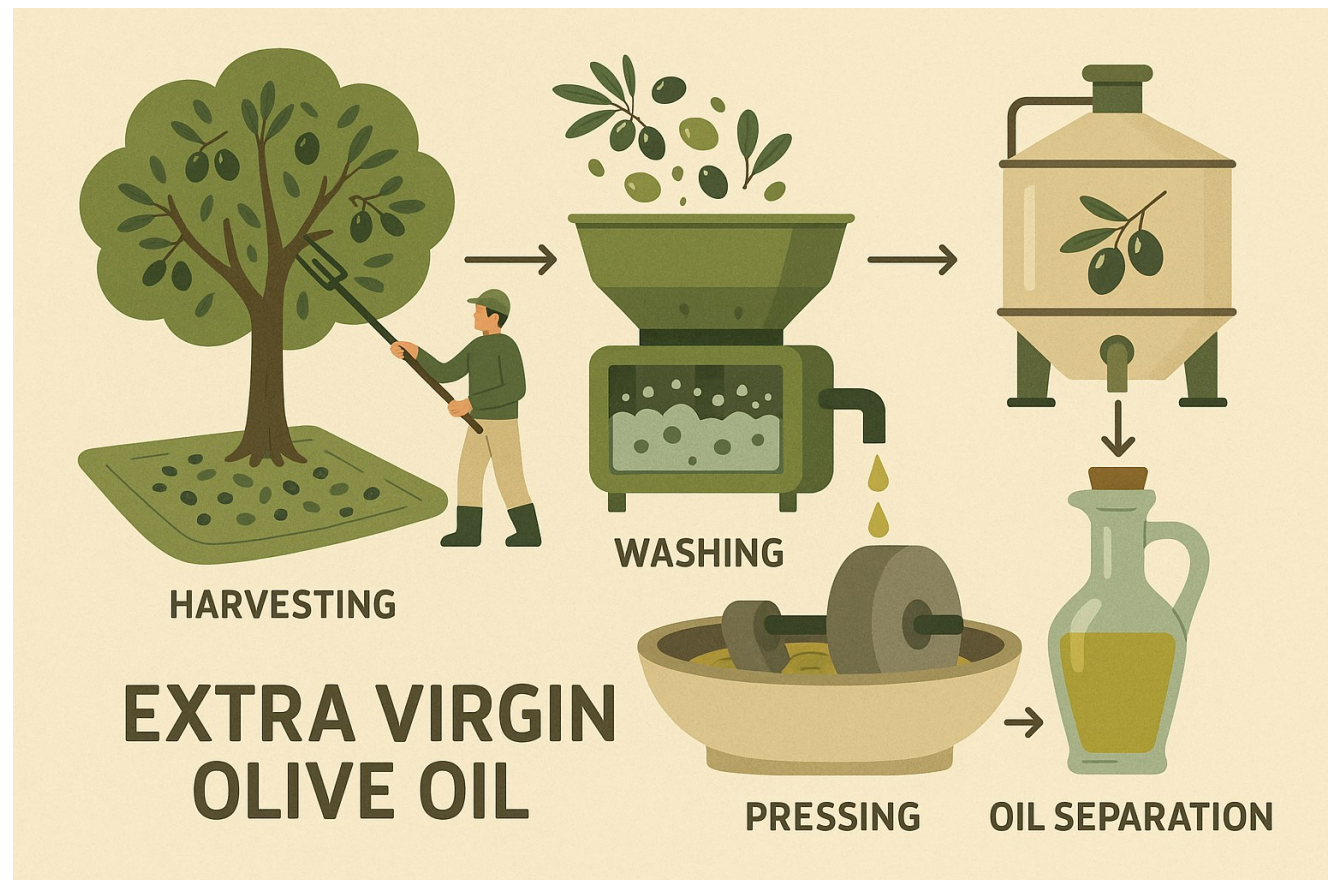 HARVESTING
WASHING
EXTRA VIRGIN
OLIVE OIL
PRESSING
OIL SEPARATION